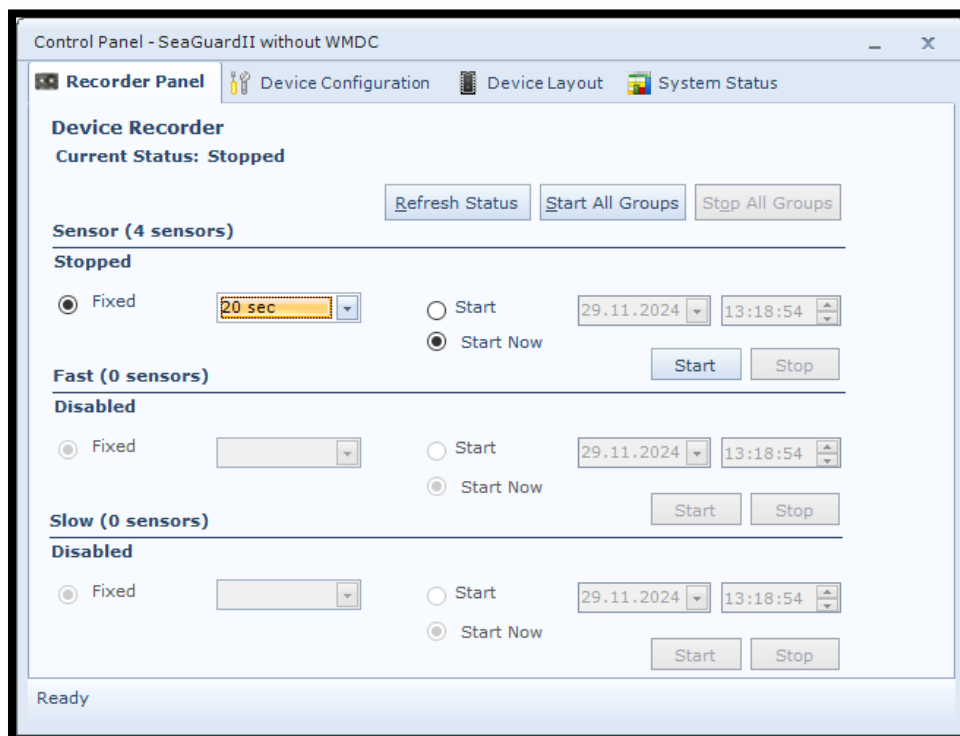 Control Panel - SeaGuardII without WMDC
Recorder Panel Device Configuration Device Layout System Status
Device Recorder
Current Status: Stopped
Refresh Status Start All Groups Stop All Groups
Sensor (4 sensors)
Stopped
Fixed 20 sec Start 29.11.2024 13:18:54
Start Now
Start Stop
Fast (0 sensors)
Disabled
Fixed Start 29.11.2024 13:18:54
Start Now
Start Stop
Slow (0 sensors)
Disabled
Fixed Start 29.11.2024 13:18:54
Start Now
Start Stop
Ready